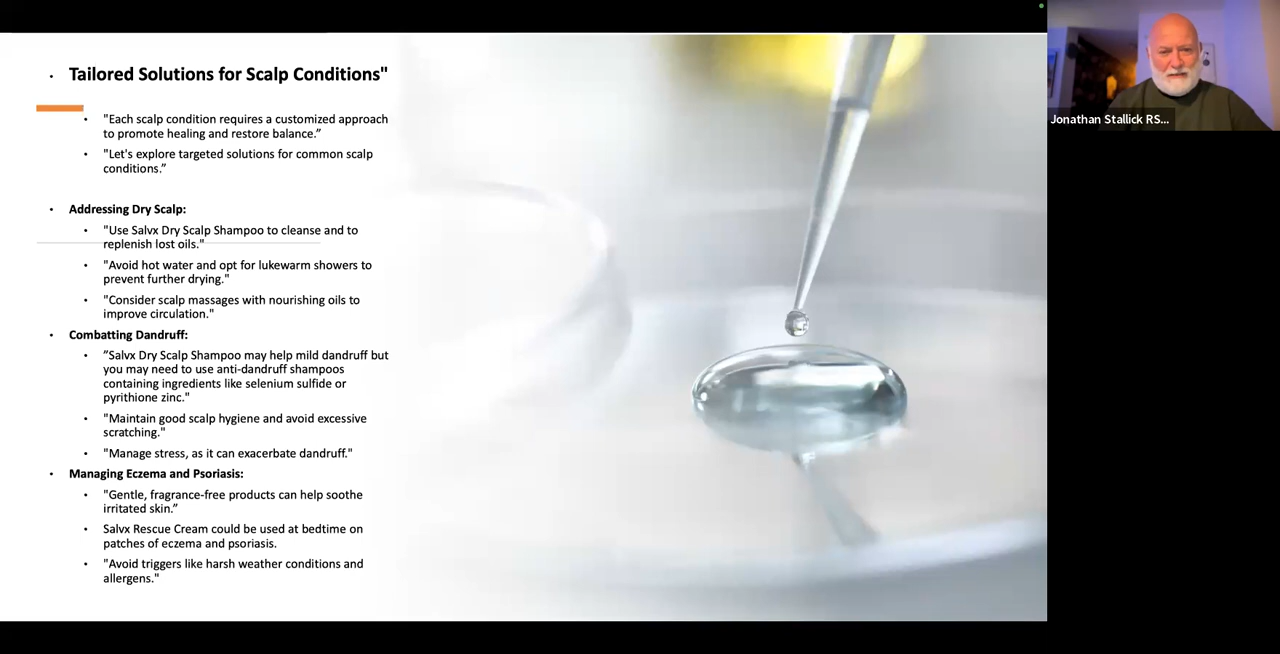 Tailored Solutions for Scalp Conditions"
"Each scalp condition requires a customized approach
to promote healing and restore balance.”
"Let's explore targeted solutions for common scalp
conditions.”
Addressing Dry Scalp:
"Use Salvx Dry Scalp Shampoo to cleanse and to
replenish lost oils."
"Avoid hot water and opt for lukewarm showers to
prevent further drying."
"Consider scalp massages with nourishing oils to
improve circulation."
Combatting Dandruff:
”Salvx Dry Scalp Shampoo may help mild dandruff but
you may need to use anti-dandruff shampoos
containing ingredients like selenium sulfide or
pyrithione zinc."
"Maintain good scalp hygiene and avoid excessive
scratching."
"Manage stress, as it can exacerbate dandruff."
Managing Eczema and Psoriasis:
"Gentle, fragrance-free products can help soothe
irritated skin.”
Salvx Rescue Cream could be used at bedtime on
patches of eczema and psoriasis.
"Avoid triggers like harsh weather conditions and
allergens."
Jonathan Stallick RS...